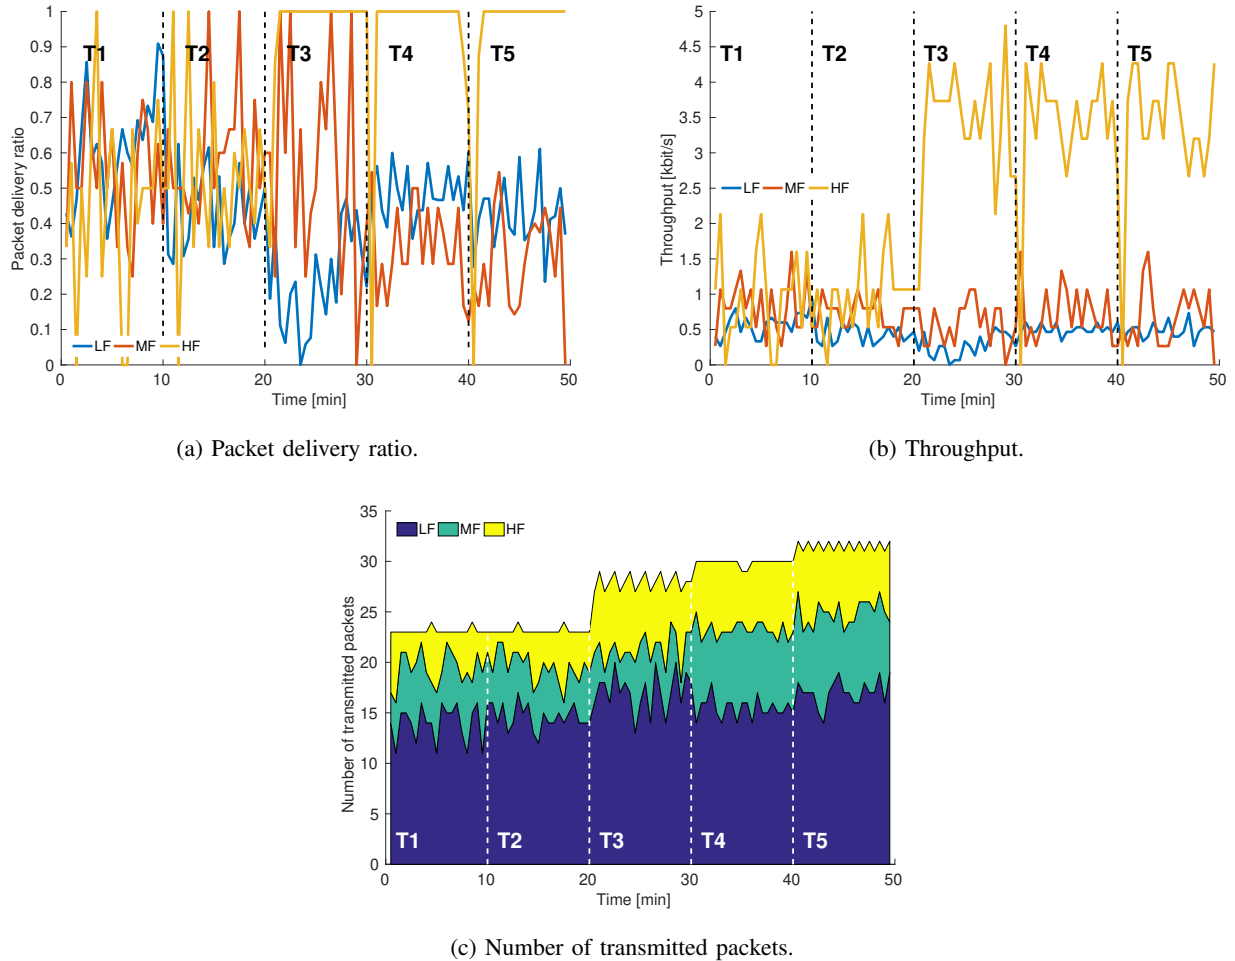 1
0.9
0.8
0.7
0.6
0.5
0.4
0.3
0.2
0.1
0
Packet delivery ratio
T1 T2 T3 T4 T5
LF MF HF
0 10 20 30 40 50
Time [min]
(a) Packet delivery ratio.
5
4.5
4
3.5
3
2.5
2
1.5
1
0.5
0
Throughput [kbit/s]
T1 T2 T3 T4 T5
LF MF HF
0 10 20 30 40 50
Time [min]
(b) Throughput.
35
30
25
20
15
10
5
0
Number of transmitted packets
LF MF HF
T1 T2 T3 T4 T5
0 10 20 30 40 50
Time [min]
(c) Number of transmitted packets.